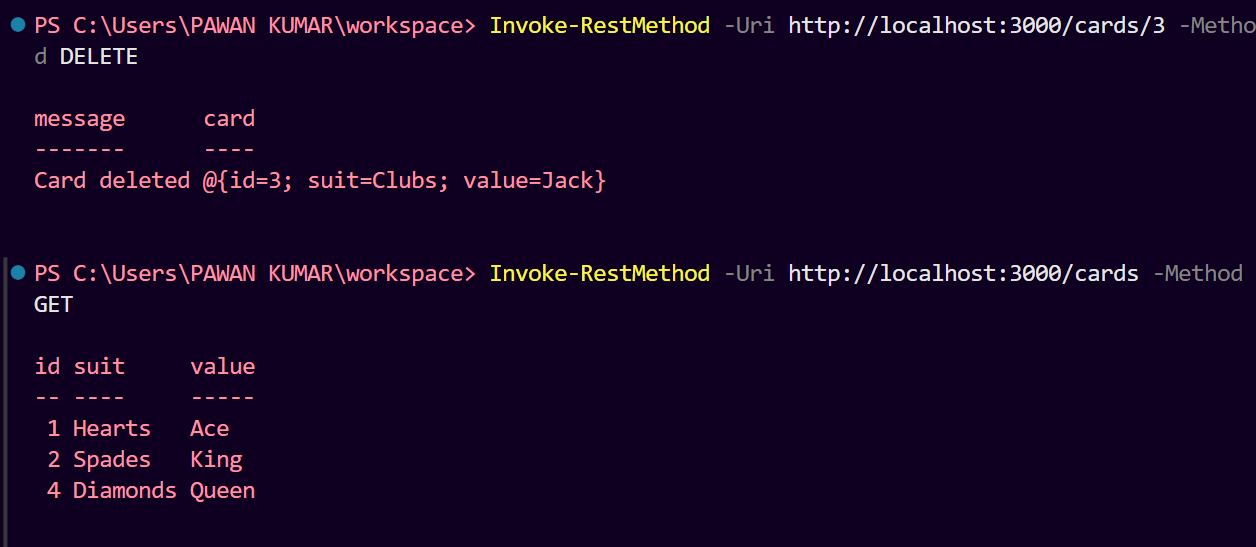 PS C:\Users\PAWAN KUMAR\workspace> Invoke-RestMethod -Uri http://localhost:3000/cards/3 -Metho
d DELETE
message      card
-------      ----
Card deleted @{id=3; suit=Clubs; value=Jack}
PS C:\Users\PAWAN KUMAR\workspace> Invoke-RestMethod -Uri http://localhost:3000/cards -Method
GET
id suit     value
-- ----     -----
 1 Hearts   Ace
 2 Spades   King
 4 Diamonds Queen